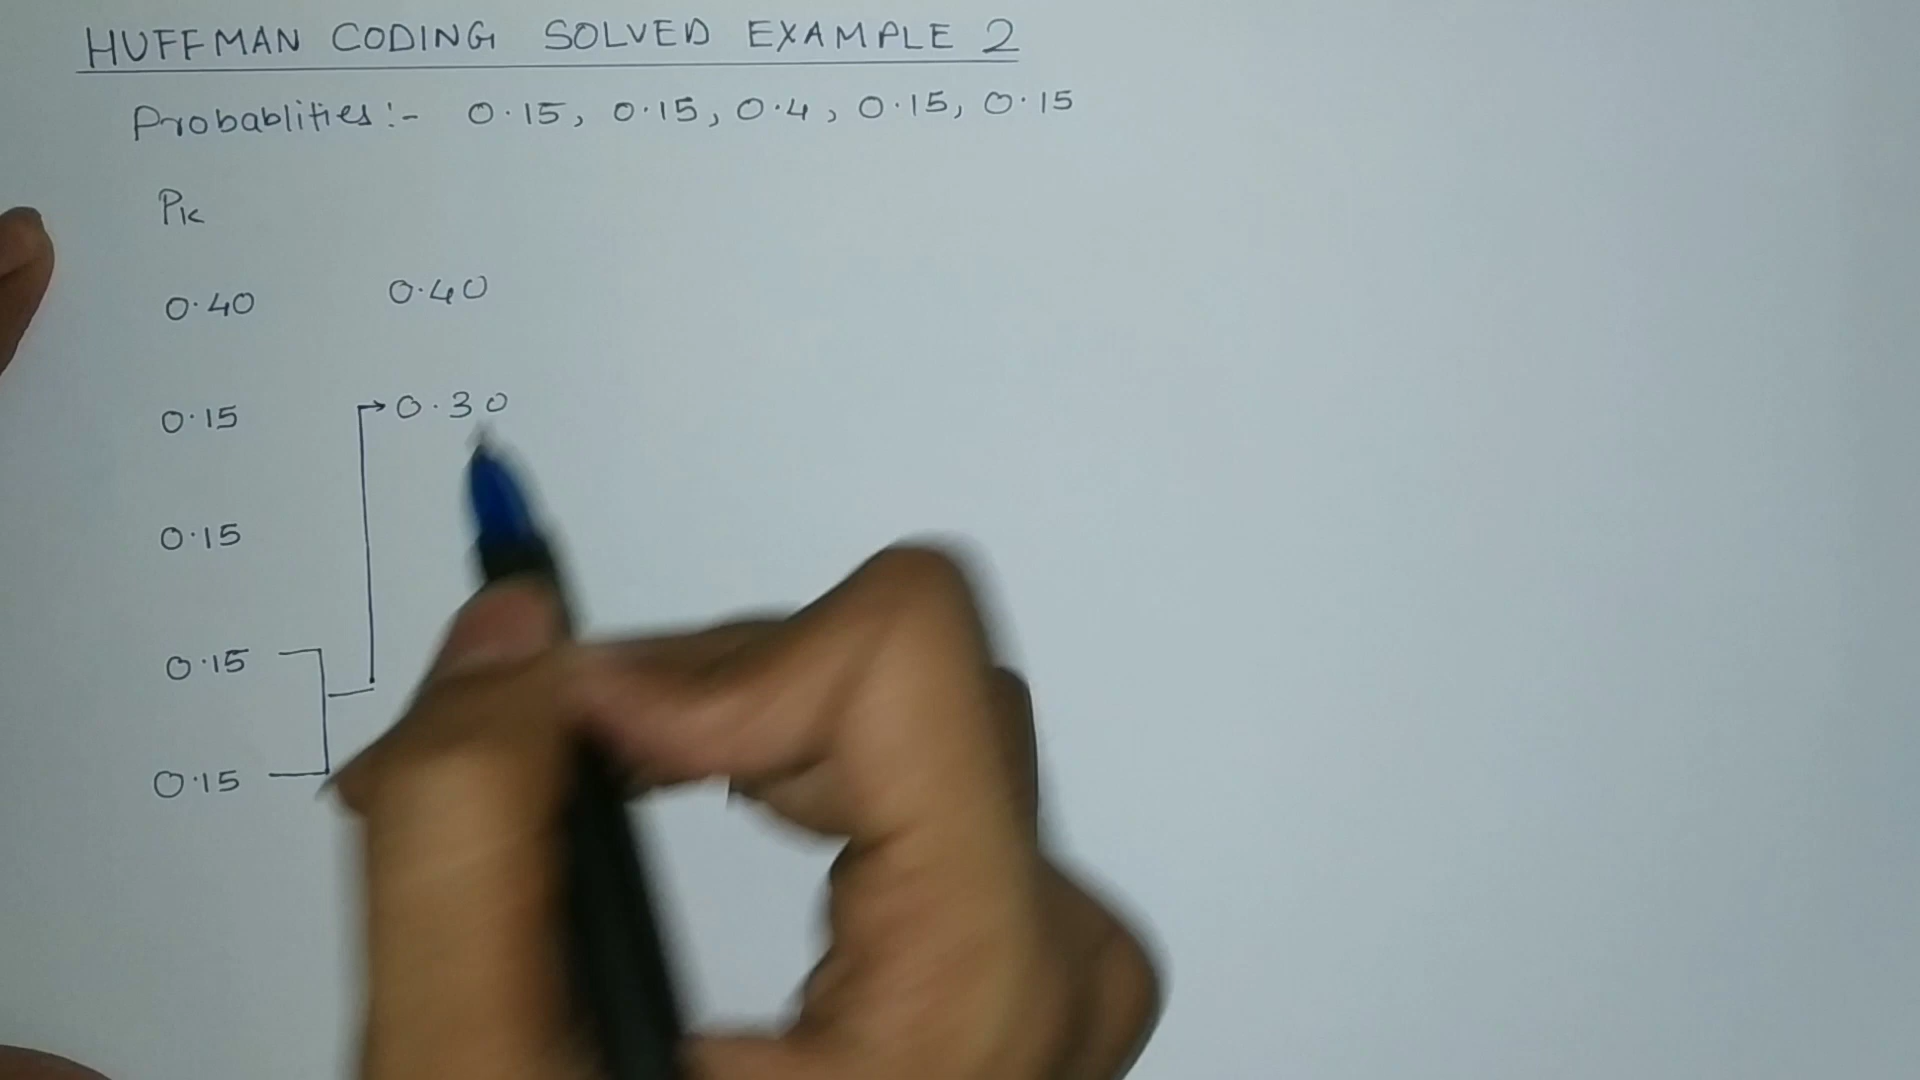 HUFFMAN CODING SOLVED EXAMPLE 2
Probablities:- 0.15, 0.15, 0.4, 0.15, 0.15
Pk
0.40 0.40
0.15 0.30
0.15
0.15
0.15